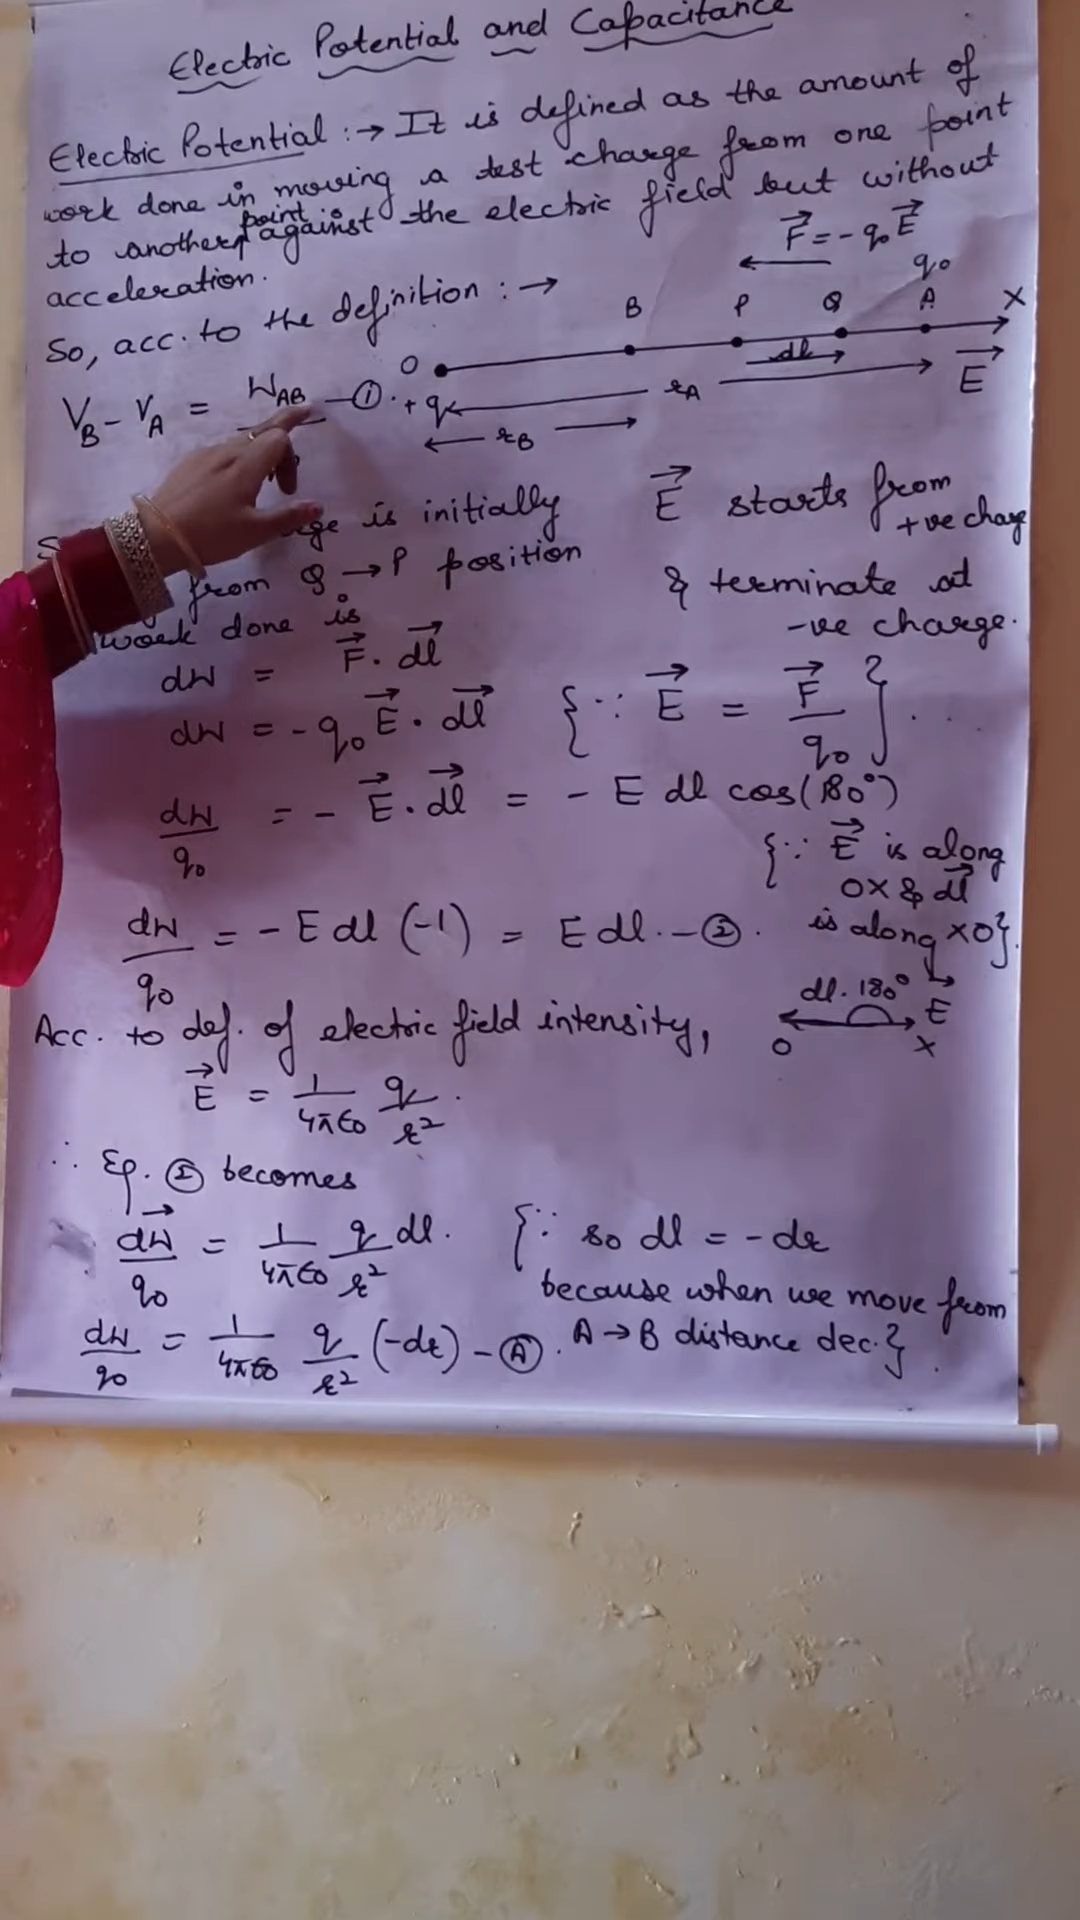 Electric Potential and Capacitance
Electric Potential :→ It is defined as the amount of
work done in moving a test charge from one point
to another point against the electric field but without
acceleration.
F⃗ = -q₀E⃗
So, acc. to the definition :→
q₀
O B P Q A X
dl
E⃗
V_B - V_A = W_AB —①.
+q
r_A
r_B
is initially
from Q → P position
work done is
E⃗ starts from
+ve charge
& terminate at
-ve charge.
dW = F⃗ . dl⃗
dW = -q₀ E⃗ . dl⃗ {∵ E⃗ = F⃗/q₀} . . .
dW/q₀ = - E⃗ . dl⃗ = - E dl cos(180°)
{∵ E⃗ is along
OX & dl⃗
is along XO}.
dW/q₀ = - E dl (-1) = E dl. —②.
dl. 180° E⃗
O X
Acc. to def. of electric field intensity,
E⃗ = 1/4πε₀ q/r² .
∴ Eq. ② becomes
dW⃗/q₀ = 1/4πε₀ q/r² dl. {∵ so dl = -dr
because when we move from
A → B distance dec.} .
dW/q₀ = 1/4πε₀ q/r² (-dr) —Ⓐ.